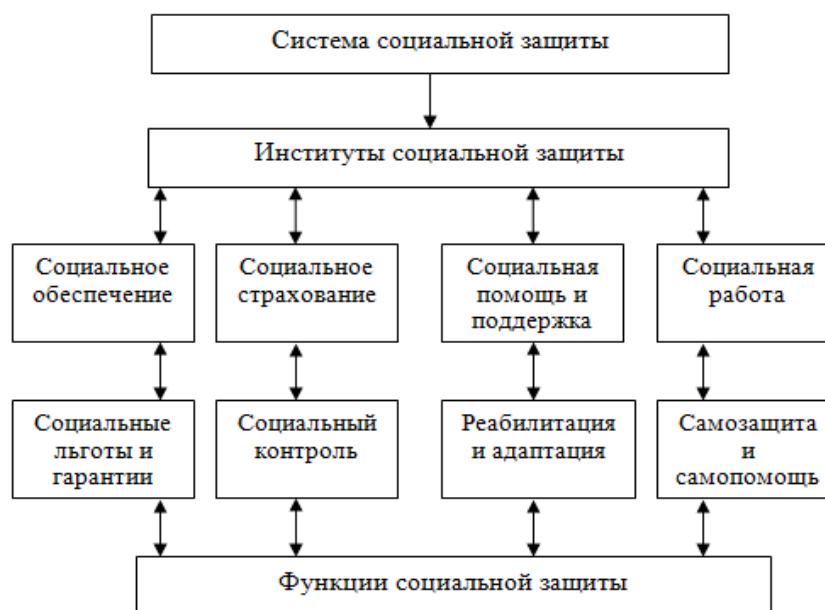 Система социальной защиты
Институты социальной защиты
Социальное
обеспечение
Социальное
страхование
Социальная
помощь и
поддержка
Социальная
работа
Социальные
льготы и
гарантии
Социальный
контроль
Реабилитация
и адаптация
Самозащита
и
самопомощь
Функции социальной защиты